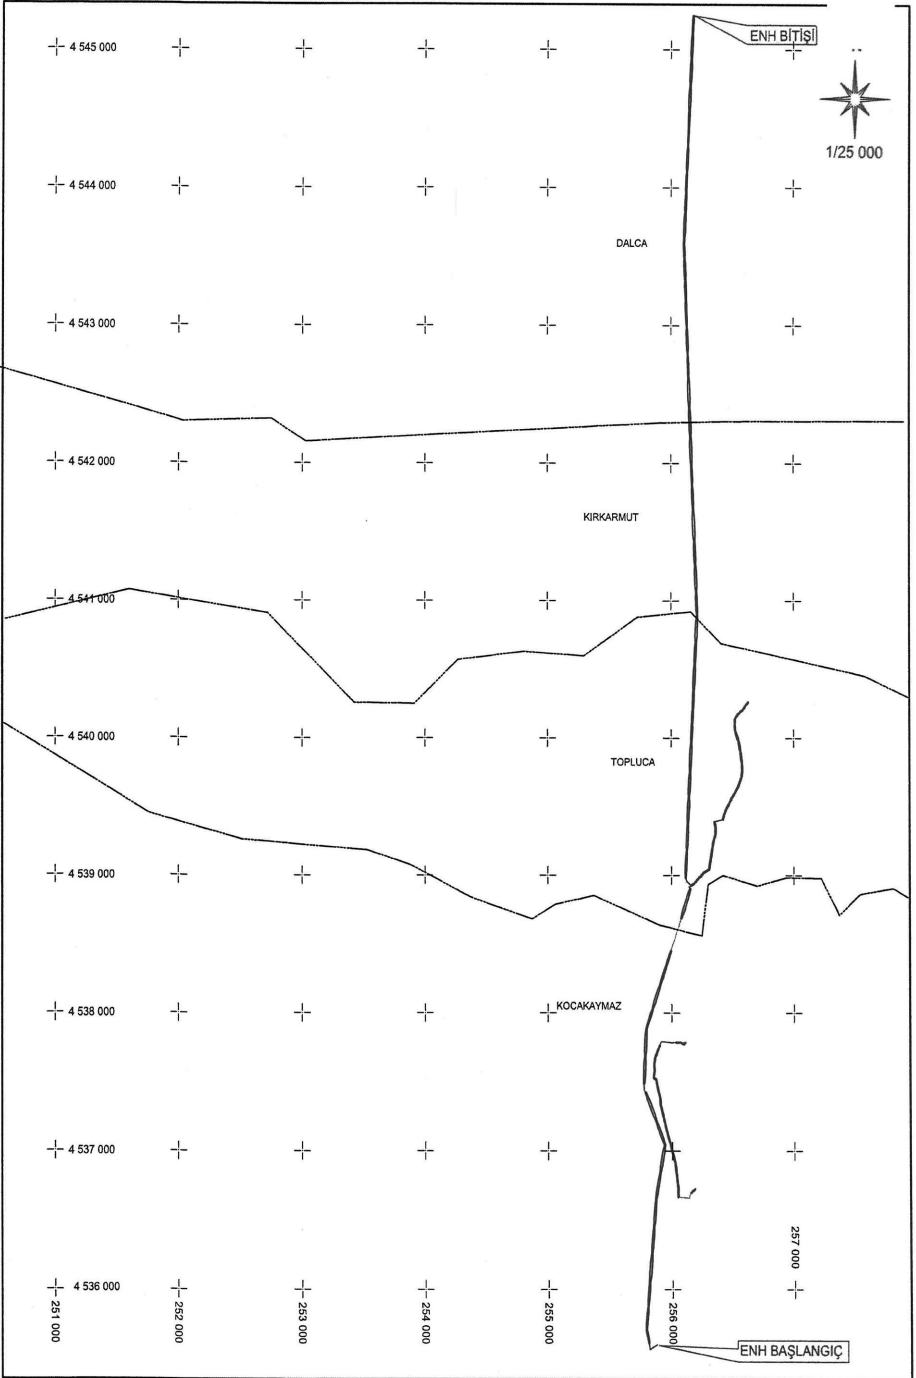 ENH BİTİŞİ
4 545 000
1/25 000
4 544 000
DALCA
4 543 000
4 542 000
KIRKARMUT
4 541 000
4 540 000
TOPLUCA
4 539 000
4 538 000
KOCAKAYMAZ
4 537 000
257 000
4 536 000
251 000
252 000
253 000
254 000
255 000
256 000
ENH BAŞLANGIÇ